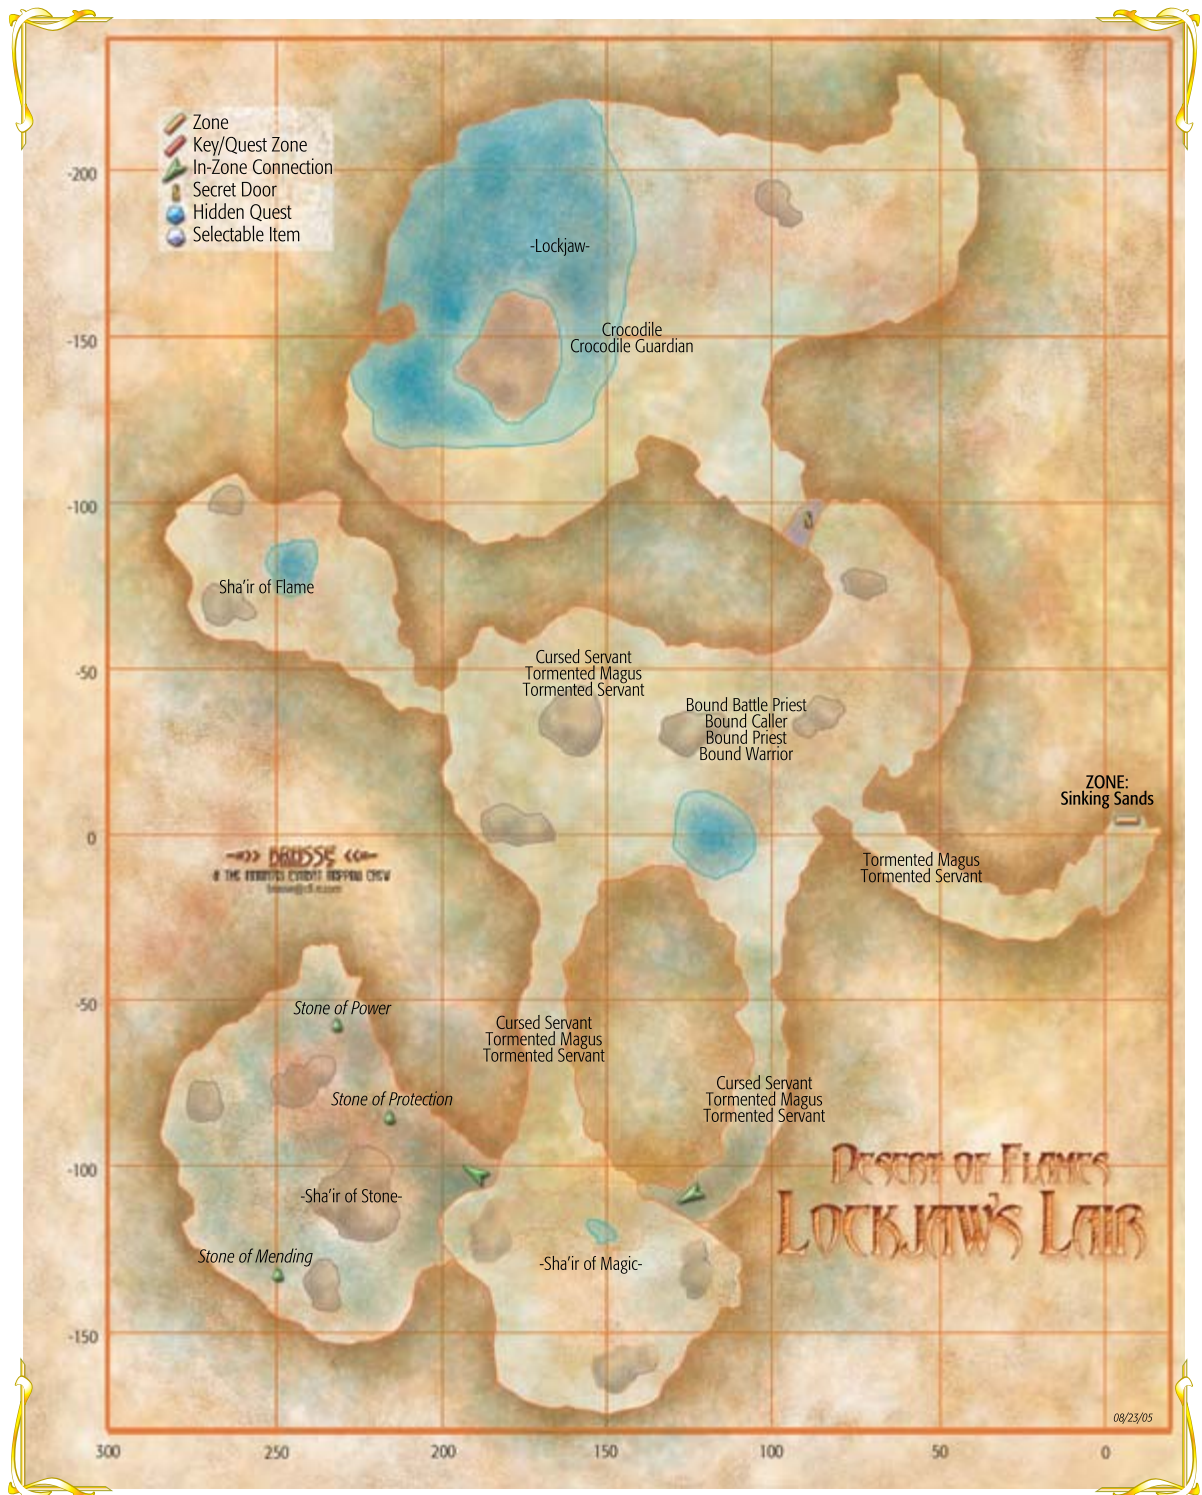 Zone
Key/Quest Zone
In-Zone Connection
Secret Door
Hidden Quest
Selectable Item
-200
-Lockjaw-
Crocodile
Crocodile Guardian
-150
-100
Sha'ir of Flame
-50
Cursed Servant
Tormented Magus
Tormented Servant
Bound Battle Priest
Bound Caller
Bound Priest
Bound Warrior
ZONE:
Sinking Sands
0
Tormented Magus
Tormented Servant
-50
Stone of Power
Cursed Servant
Tormented Magus
Tormented Servant
Stone of Protection
Cursed Servant
Tormented Magus
Tormented Servant
-100
-Sha'ir of Stone-
Desert of Flames
Lockjaw's Lair
Stone of Mending
-Sha'ir of Magic-
-150
08/23/05
300 250 200 150 100 50 0